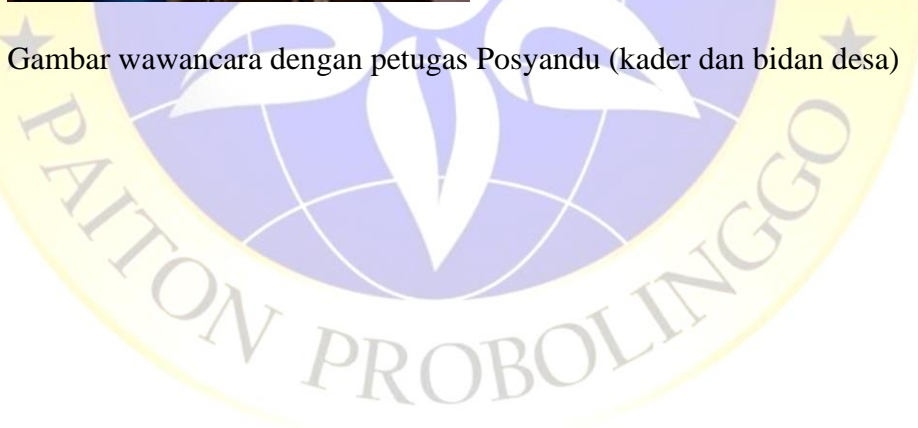 Gambar wawancara dengan petugas Posyandu (kader dan bidan desa)
PAITON PROBOLINGGO